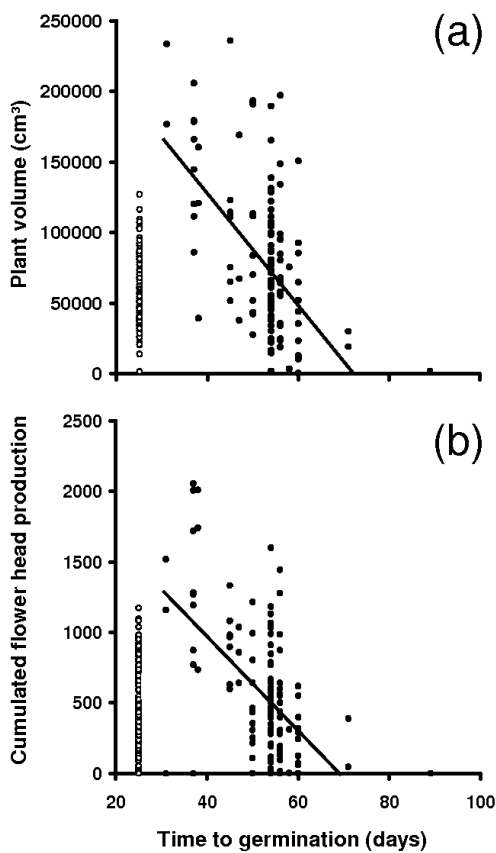 (a)
Plant volume (cm³)
250000
200000
150000
100000
50000
0
(b)
Cumulated flower head production
2500
2000
1500
1000
500
0
20 40 60 80 100
Time to germination (days)